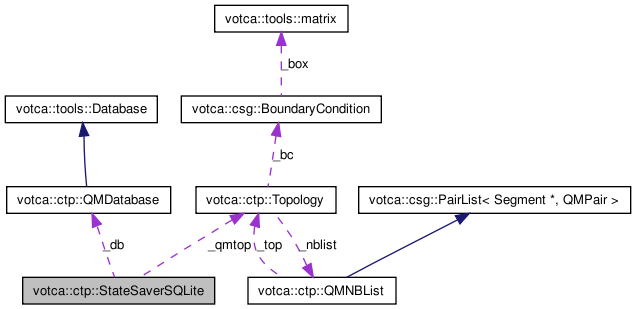 votca::tools::matrix
_box
votca::tools::Database
votca::csg::BoundaryCondition
_bc
votca::ctp::QMDatabase
votca::ctp::Topology
votca::csg::PairList< Segment *, QMPair >
_db
_qmtop
_top
_nblist
votca::ctp::StateSaverSQLite
votca::ctp::QMNBList